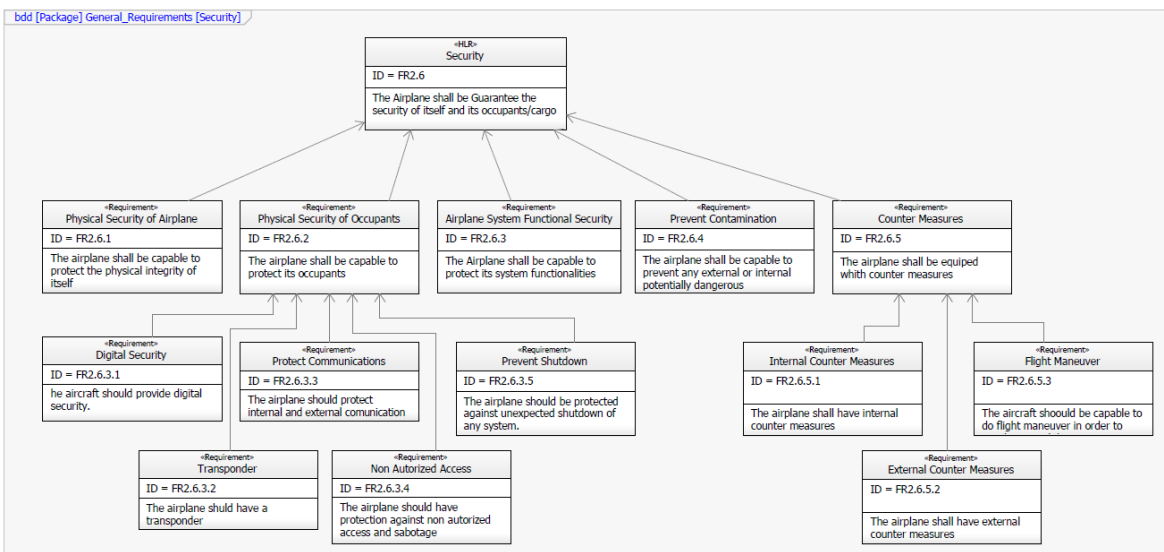 bdd [Package] General_Requirements [Security]
«HLR»
Security
ID = FR2.6
The Airplane shall be Guarantee the
security of itself and its occupants/cargo
«Requirement»
Physical Security of Airplane
ID = FR2.6.1
The airplane shall be capable to
protect the physical integrity of
itself
«Requirement»
Physical Security of Occupants
ID = FR2.6.2
The airplane shall be capable to
protect its occupants
«Requirement»
Airplane System Functional Security
ID = FR2.6.3
The Airplane shall be capable to
protect its system functionalities
«Requirement»
Prevent Contamination
ID = FR2.6.4
The airplane shall be capable to
prevent any external or internal
potentially dangerous
«Requirement»
Counter Measures
ID = FR2.6.5
The airplane shall be equiped
whith counter measures
«Requirement»
Digital Security
ID = FR2.6.3.1
he aircraft should provide digital
security.
«Requirement»
Protect Communications
ID = FR2.6.3.3
The airplane should protect
internal and external comunication
«Requirement»
Prevent Shutdown
ID = FR2.6.3.5
The airplane should be protected
against unexpected shutdown of
any system.
«Requirement»
Internal Counter Measures
ID = FR2.6.5.1
The airplane shall have internal
counter measures
«Requirement»
Flight Maneuver
ID = FR2.6.5.3
The aircraft shoould be capable to
do flight maneuver in order to
«Requirement»
Transponder
ID = FR2.6.3.2
The airplane shuld have a
transponder
«Requirement»
Non Autorized Access
ID = FR2.6.3.4
The airplane should have
protection against non autorized
access and sabotage
«Requirement»
External Counter Measures
ID = FR2.6.5.2
The airplane shall have external
counter measures